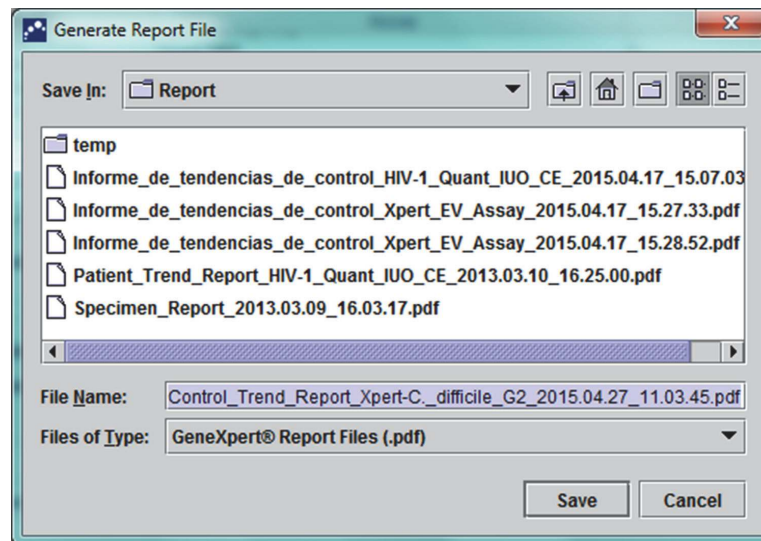 Generate Report File
Save In: Report
temp
Informe_de_tendencias_de_control_HIV-1_Quant_IUO_CE_2015.04.17_15.07.03
Informe_de_tendencias_de_control_Xpert_EV_Assay_2015.04.17_15.27.33.pdf
Informe_de_tendencias_de_control_Xpert_EV_Assay_2015.04.17_15.28.52.pdf
Patient_Trend_Report_HIV-1_Quant_IUO_CE_2013.03.10_16.25.00.pdf
Specimen_Report_2013.03.09_16.03.17.pdf
File Name: Control_Trend_Report_Xpert-C._difficile_G2_2015.04.27_11.03.45.pdf
Files of Type: GeneXpert® Report Files (.pdf)
Save Cancel